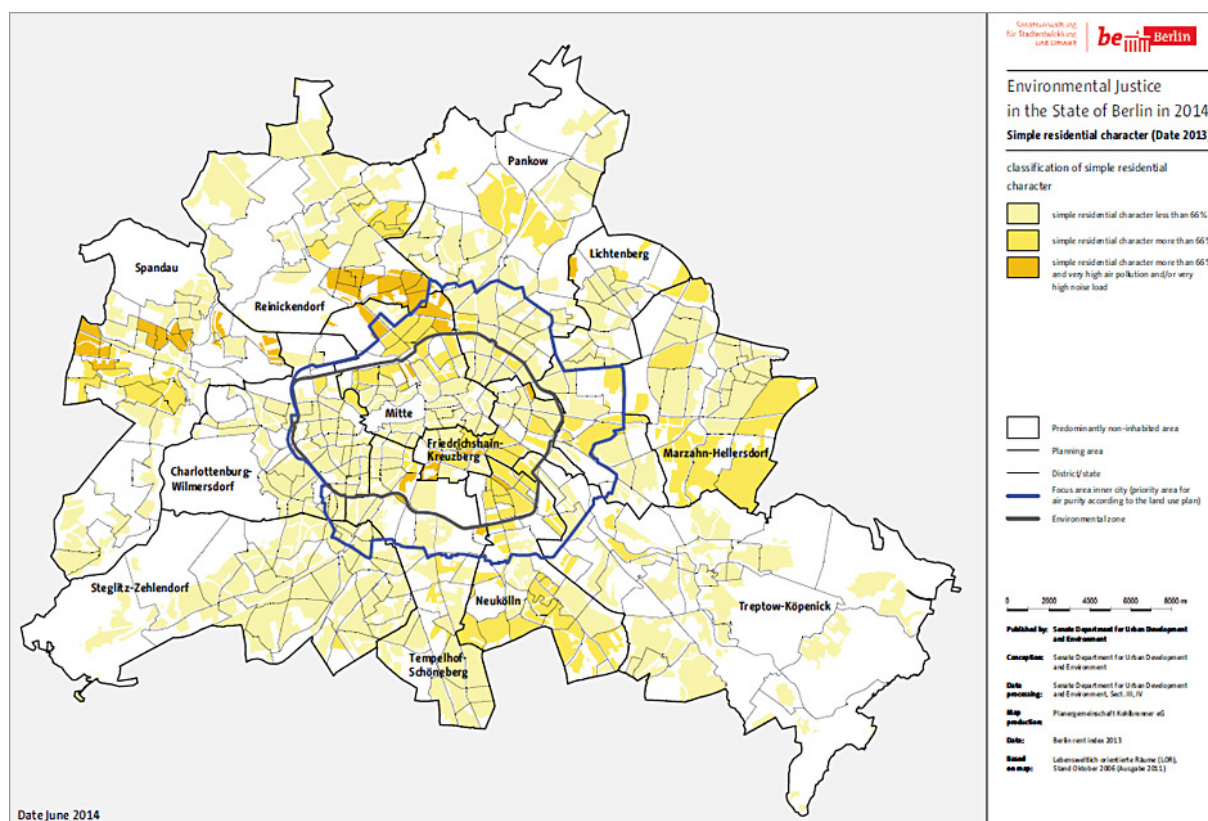 Senatsverwaltung
für Stadtentwicklung
und Umwelt
be Berlin
Environmental Justice
in the State of Berlin in 2014
Simple residential character (Date 2013)
classification of simple residential
character
simple residential character less than 66%
simple residential character more than 66%
simple residential character more than 66%
and very high air pollution and/or very
high noise load
Predominantly non-inhabited area
Planning area
District/state
Focus area inner city (priority area for
air purity according to the land use plan)
Environmental zone
0 2000 4000 6000 8000 m
Published by: Senate Department for Urban Development
and Environment
Conception: Senate Department for Urban Development
and Environment
Data
processing: Senate Department for Urban Development
and Environment, Sect. III, IV
Map
production: Planergemeinschaft Kohlbrenner eG
Data: Berlin rent index 2013
Based
on map: Lebensweltlich orientierte Räume (LOR),
Stand Oktober 2006 (Ausgabe 2011)
Pankow
Lichtenberg
Spandau
Reinickendorf
Mitte
Friedrichshain-
Kreuzberg
Marzahn-Hellersdorf
Charlottenburg-
Wilmersdorf
Steglitz-Zehlendorf
Neukölln
Treptow-Köpenick
Tempelhof-
Schöneberg
Date June 2014